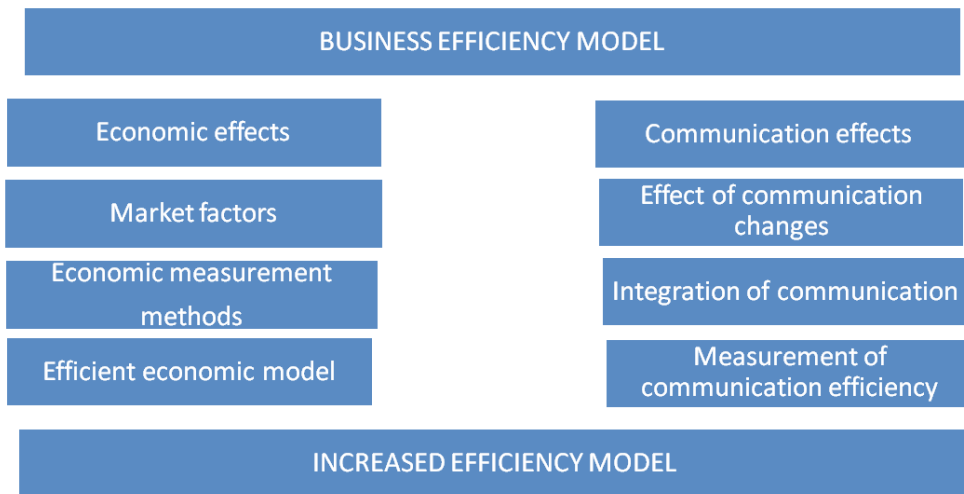 BUSINESS EFFICIENCY MODEL
Economic effects
Market factors
Economic measurement
methods
Efficient economic model
Communication effects
Effect of communication
changes
Integration of communication
Measurement of
communication efficiency
INCREASED EFFICIENCY MODEL